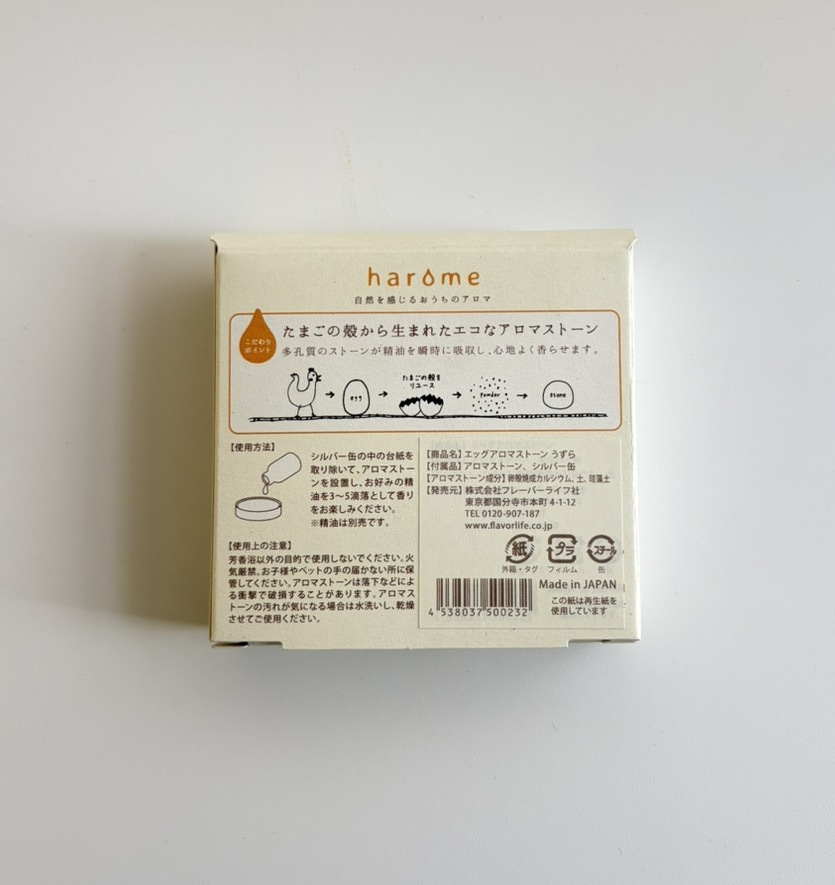 harome
自然を感じるおうちのアロマ
こだわり
ポイント
たまごの殻から生まれたエコなアロマストーン
多孔質のストーンが精油を瞬時に吸収し、心地よく香らせます。
たまごの殻を
リユース
egg
powder
stone
【使用方法】
シルバー缶の中の台紙を
取り除いて、アロマストー
ンを設置し、お好みの精
油を3〜5滴落として香り
をお楽しみください。
※精油は別売です。
【使用上の注意】
芳香浴以外の目的で使用しないでください。火
気厳禁。お子様やペットの手の届かない所に保
管してください。アロマストーンは落下などによ
る衝撃で破損することがあります。アロマス
トーンの汚れが気になる場合は水洗いし、乾燥
させてご使用ください。
【商品名】エッグアロマストーン うずら
【付属品】アロマストーン、シルバー缶
【アロマストーン成分】卵殻焼成カルシウム、土、珪藻土
【発売元】株式会社フレーバーライフ社
東京都国分寺市本町 4-1-12
TEL 0120-907-187
www.flavorlife.co.jp
紙 プラ スチール
外箱・タグ フィルム 缶
Made in JAPAN
4 538037 500232
この紙は再生紙を
使用しています